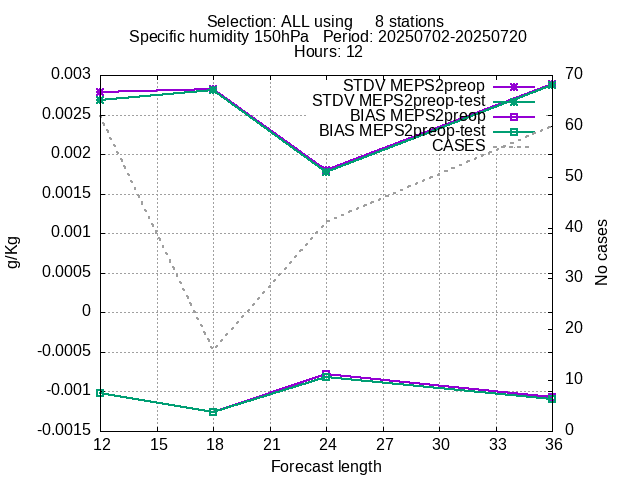 Selection: ALL using     8 stations
Specific humidity 150hPa   Period: 20250702-20250720
Hours: 12
0.003
0.0025
0.002
0.0015
0.001
0.0005
0
-0.0005
-0.001
-0.0015
70
60
50
40
30
20
10
0
STDV MEPS2preop
STDV MEPS2preop-test
BIAS MEPS2preop
BIAS MEPS2preop-test
CASES
g/Kg
No cases
12 15 18 21 24 27 30 33 36
Forecast length